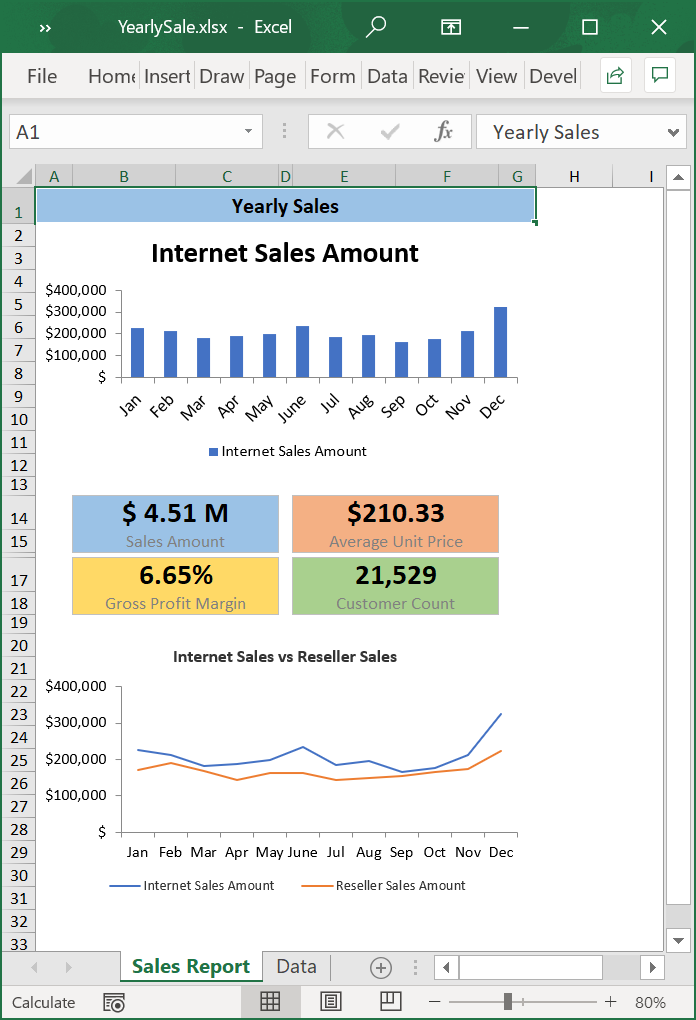 YearlySale.xlsx - Excel
File Home Insert Draw Page Form Data Revie View Devel
A1 fx Yearly Sales
A B C D E F G H I
1 Yearly Sales
2
3 Internet Sales Amount
4
5 $400,000
6 $300,000
7 $200,000
8 $100,000
9 $
10 Jan Feb Mar Apr May June Jul Aug Sep Oct Nov Dec
11
12 Internet Sales Amount
13
14 $ 4.51 M $210.33
15 Sales Amount Average Unit Price
17 6.65% 21,529
18 Gross Profit Margin Customer Count
19
20
21 Internet Sales vs Reseller Sales
22 $400,000
23 $300,000
24
25 $200,000
26
27 $100,000
28 $
29 Jan Feb Mar Apr May June Jul Aug Sep Oct Nov Dec
30
31 Internet Sales Amount Reseller Sales Amount
32
33
Sales Report Data
Calculate 80%